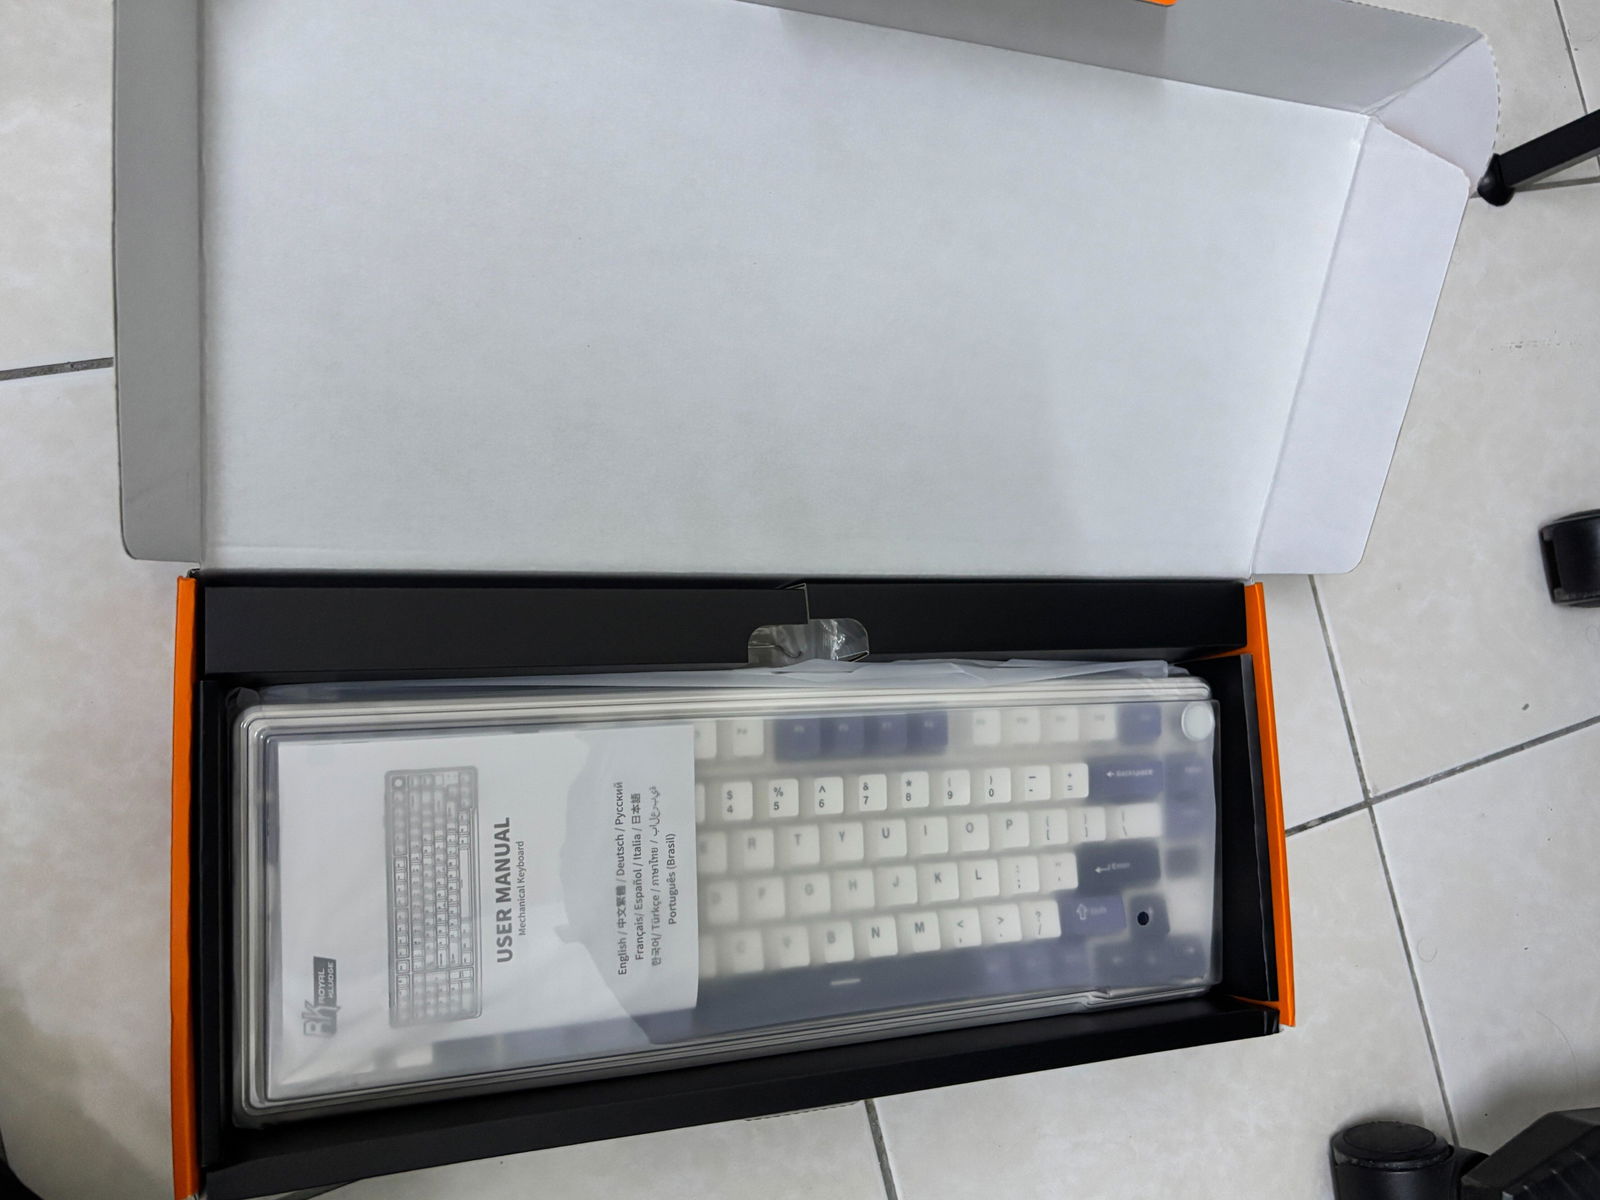 RK ROYAL
KLUDGE
USER MANUAL
Mechanical Keyboard
English / 中文繁體 / Deutsch / Русский
Français / Español / Italia / 日本語
한국어 / Türkçe / ภาษาไทย / بالعربية
Português (Brasil)
$ % ^ & * ( ) _ +
4 5 6 7 8 9 0 - =
← Backspace
R T Y U I O P
F G H J K L
← Enter
V B N M < > ?
, . /
Shift